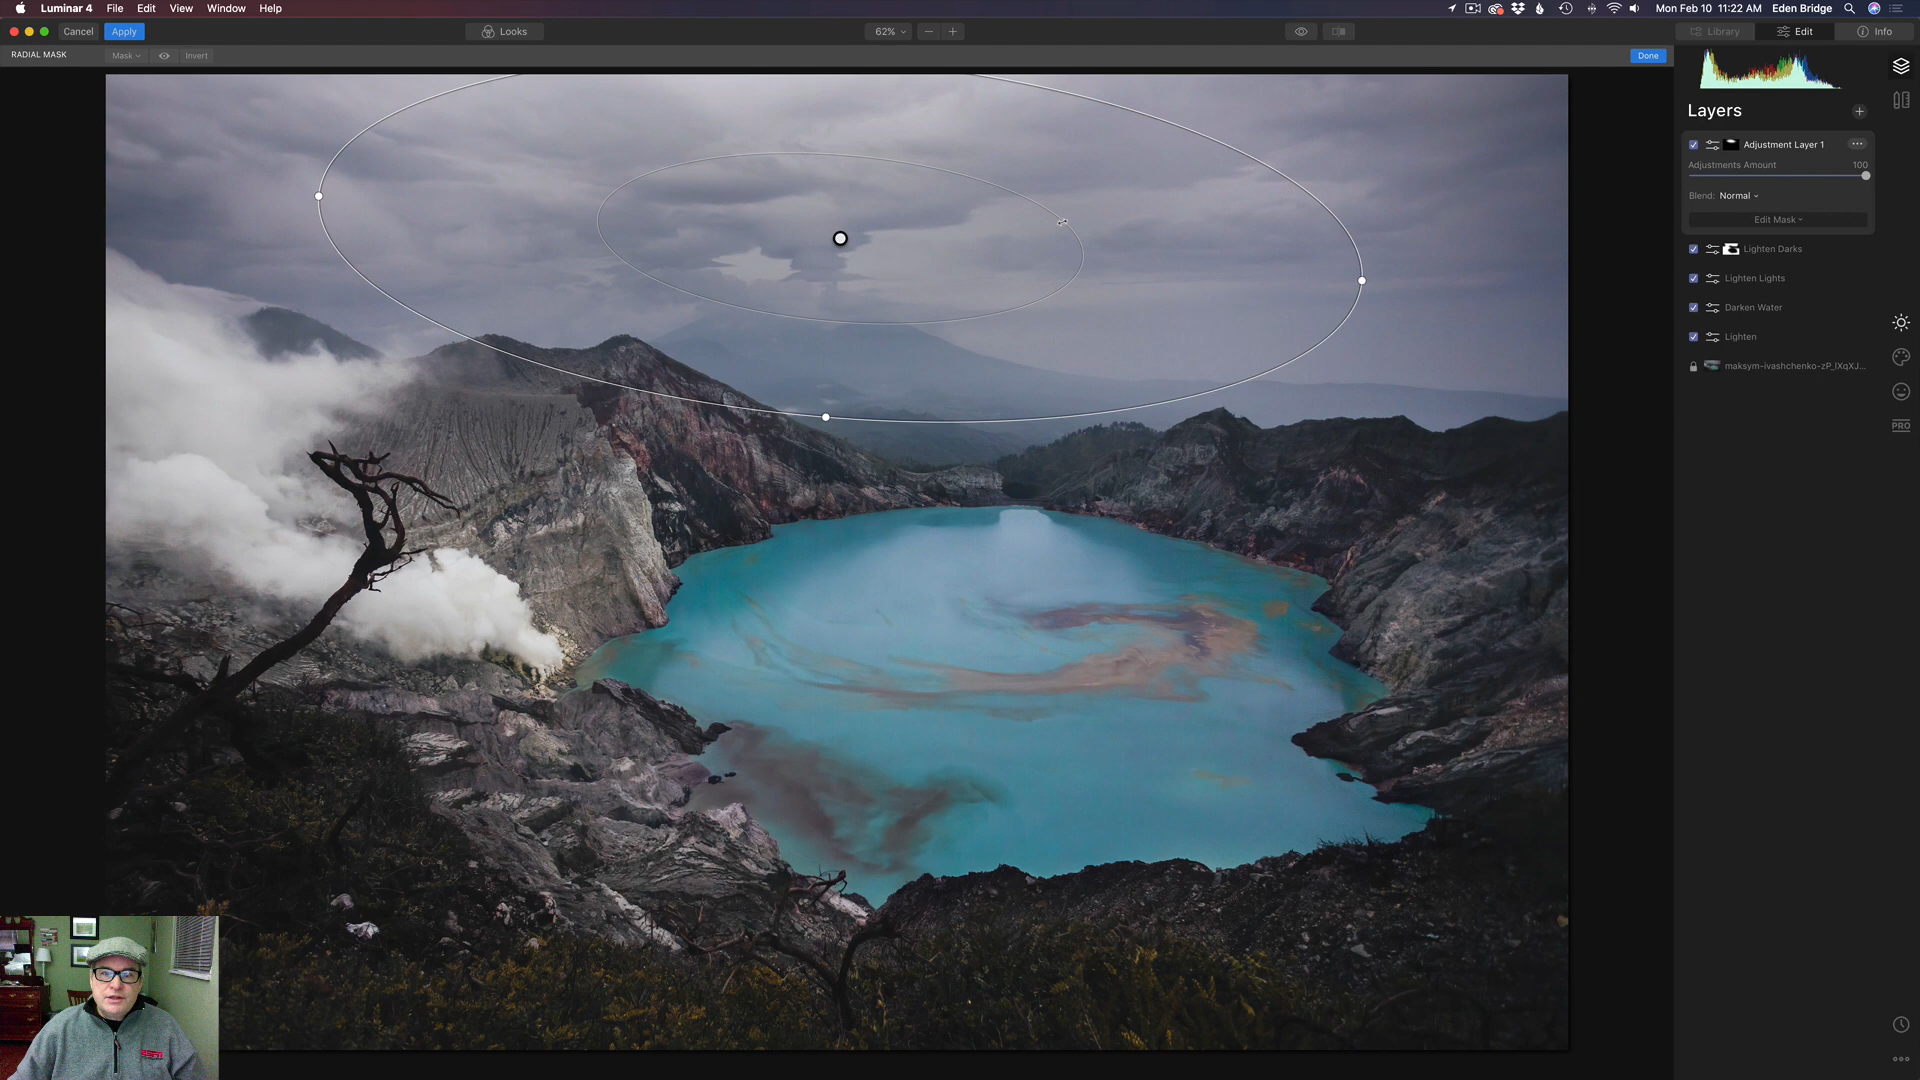 Luminar 4 File Edit View Window Help
Mon Feb 10 11:22 AM Eden Bridge
Cancel Apply Looks 62% Library Edit Info
RADIAL MASK Mask Invert Done
Layers
Adjustment Layer 1
Adjustments Amount 100
Blend: Normal
Edit Mask
Lighten Darks
Lighten Lights
Darken Water
Lighten
maksym-ivashchenko-zP_lXqXJ...
PRO